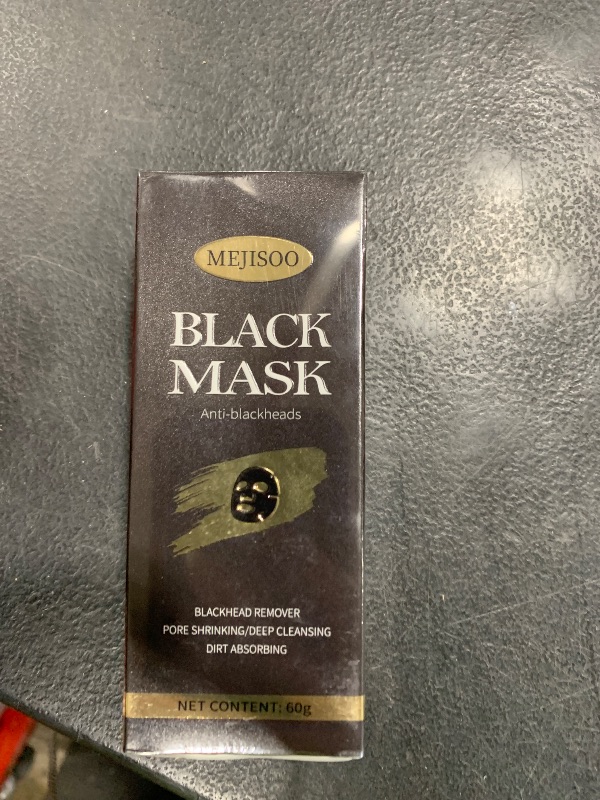 MEJISOO
BLACK
MASK
Anti-blackheads
BLACKHEAD REMOVER
PORE SHRINKING/DEEP CLEANSING
DIRT ABSORBING
NET CONTENT: 60g